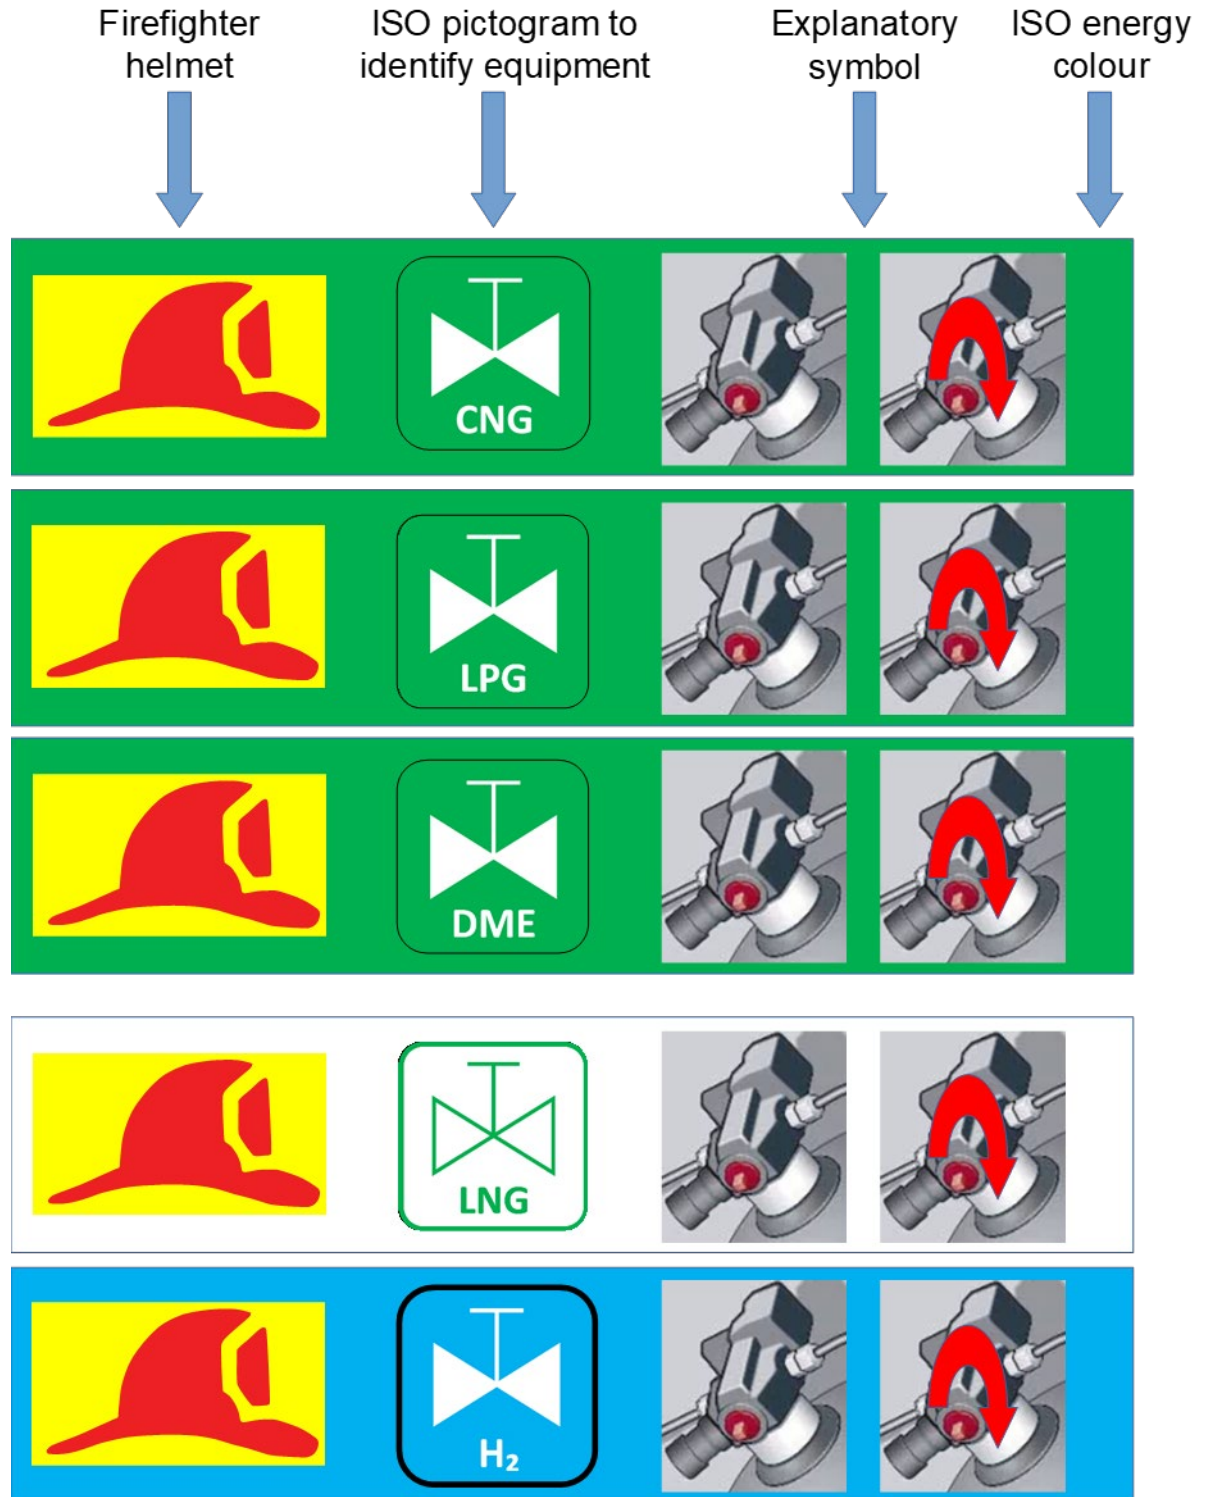 Firefighter
helmet
ISO pictogram to
identify equipment
Explanatory
symbol
ISO energy
colour
CNG
LPG
DME
LNG
H₂